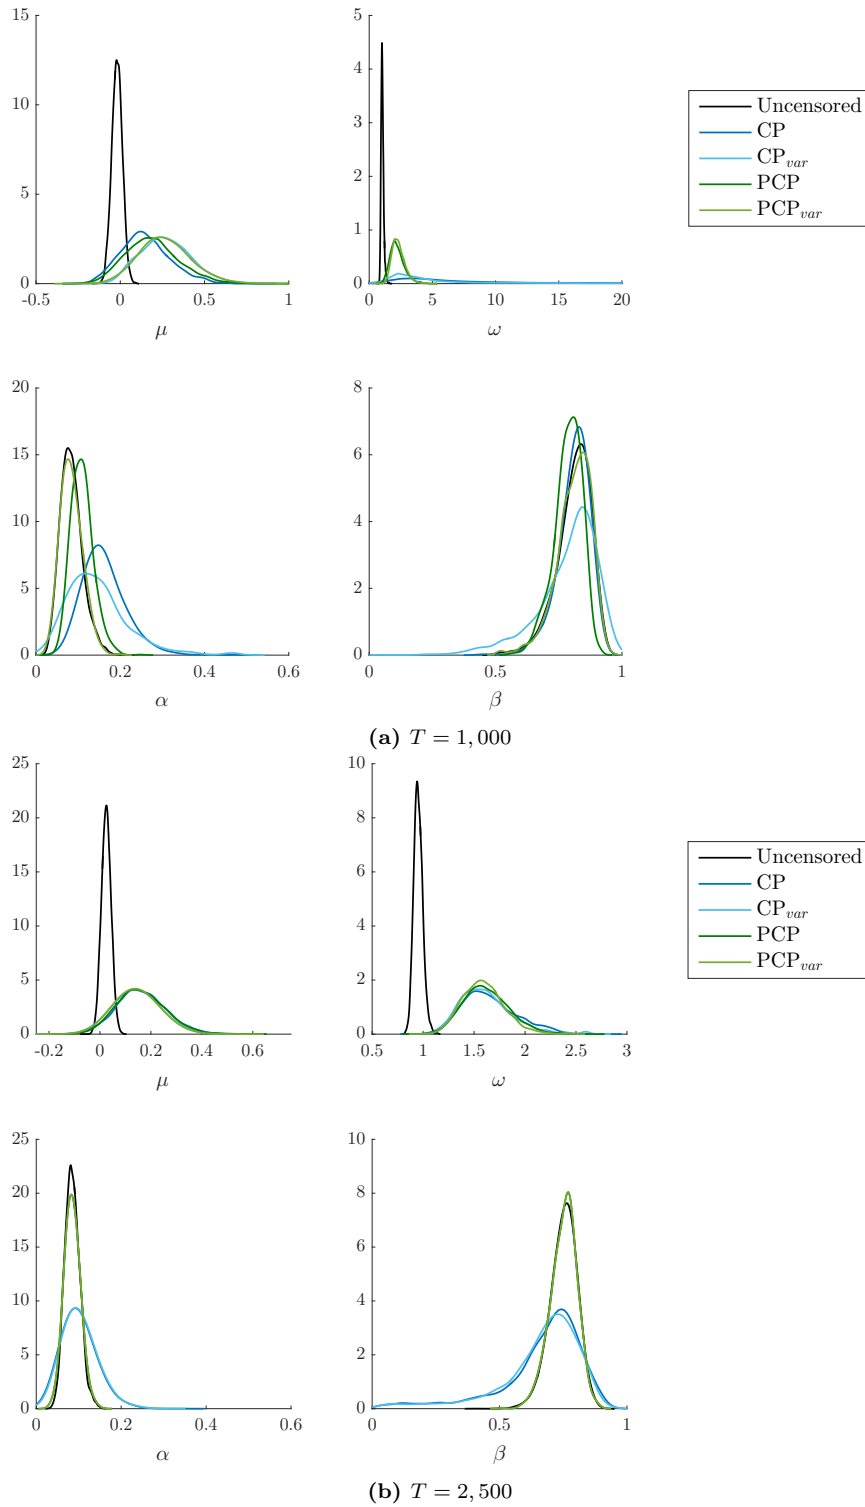 15
10
5
0
-0.5 0 0.5 1
μ
5
4
3
2
1
0
0 5 10 15 20
ω
Uncensored
CP
CP_var
PCP
PCP_var
20
15
10
5
0
0 0.2 0.4 0.6
α
8
6
4
2
0
0 0.5 1
β
(a) T = 1,000
25
20
15
10
5
0
-0.2 0 0.2 0.4 0.6
μ
10
8
6
4
2
0
0.5 1 1.5 2 2.5 3
ω
Uncensored
CP
CP_var
PCP
PCP_var
25
20
15
10
5
0
0 0.2 0.4 0.6
α
10
8
6
4
2
0
0 0.5 1
β
(b) T = 2,500